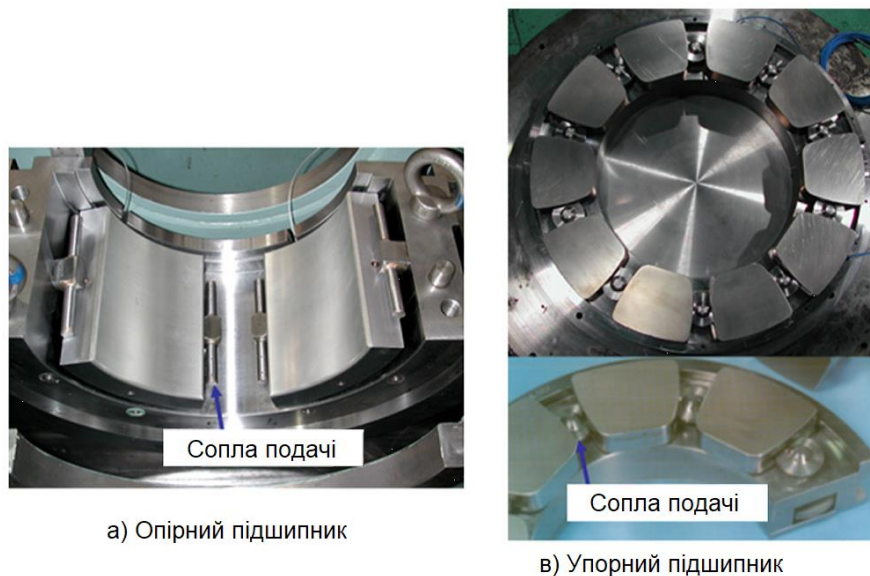 Сопла подачі
а) Опірний підшипник
Сопла подачі
в) Упорний підшипник